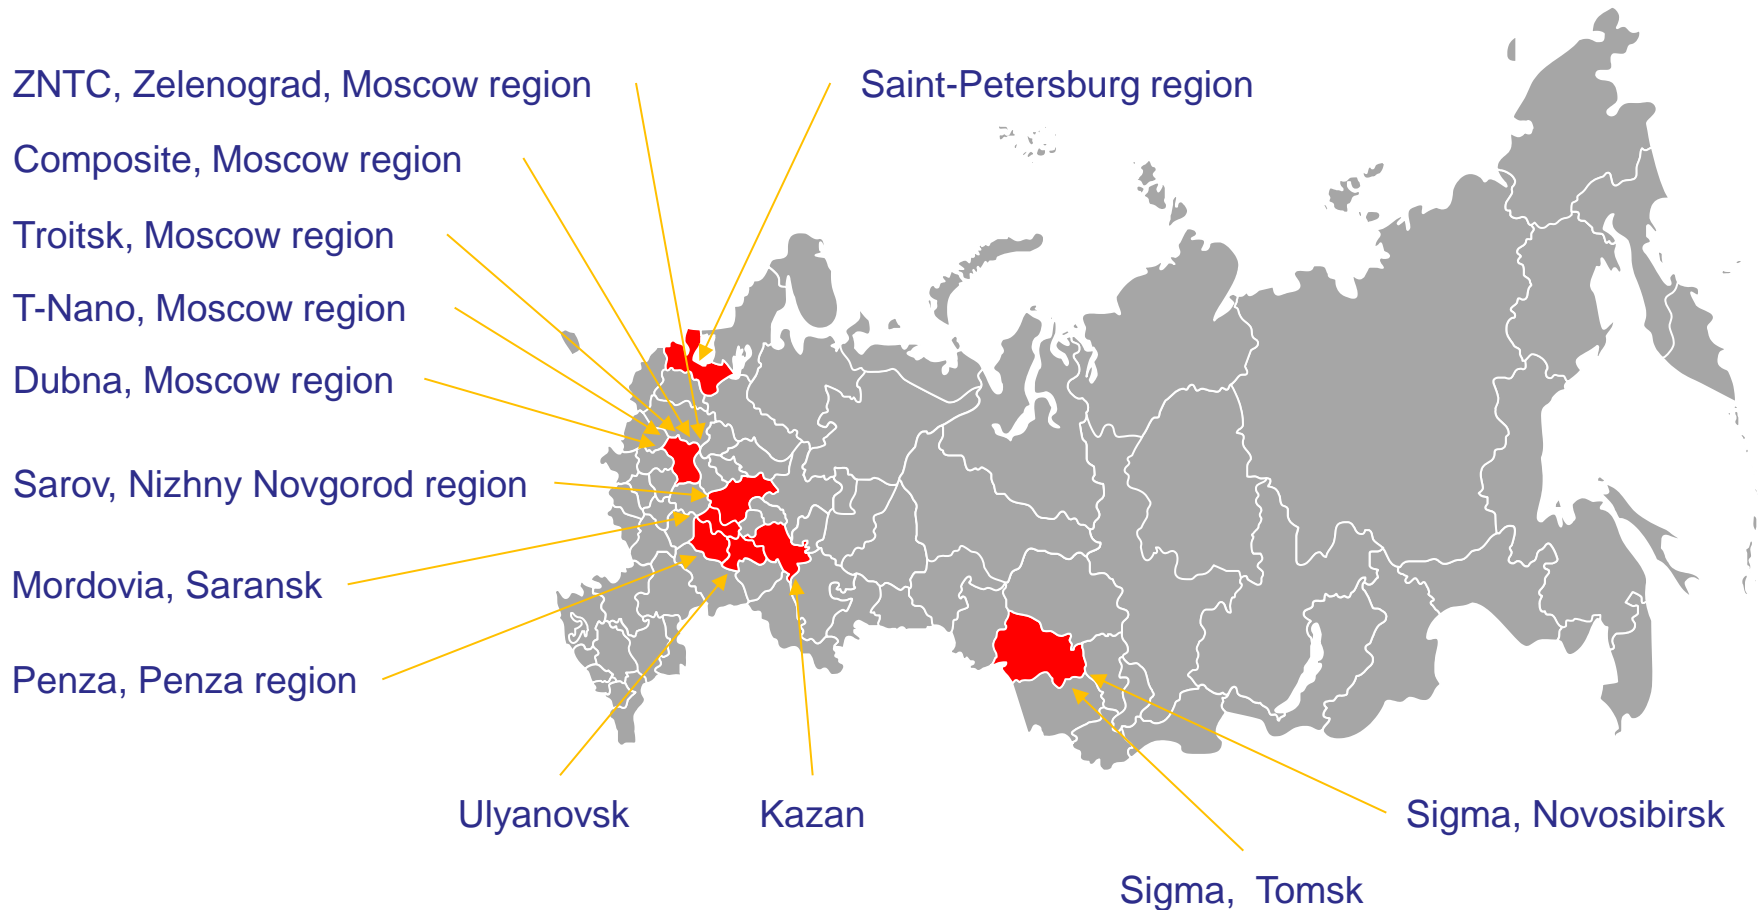 ZNTC, Zelenograd, Moscow region
Saint-Petersburg region
Composite, Moscow region
Troitsk, Moscow region
T-Nano, Moscow region
Dubna, Moscow region
Sarov, Nizhny Novgorod region
Mordovia, Saransk
Penza, Penza region
Ulyanovsk
Kazan
Sigma, Novosibirsk
Sigma, Tomsk